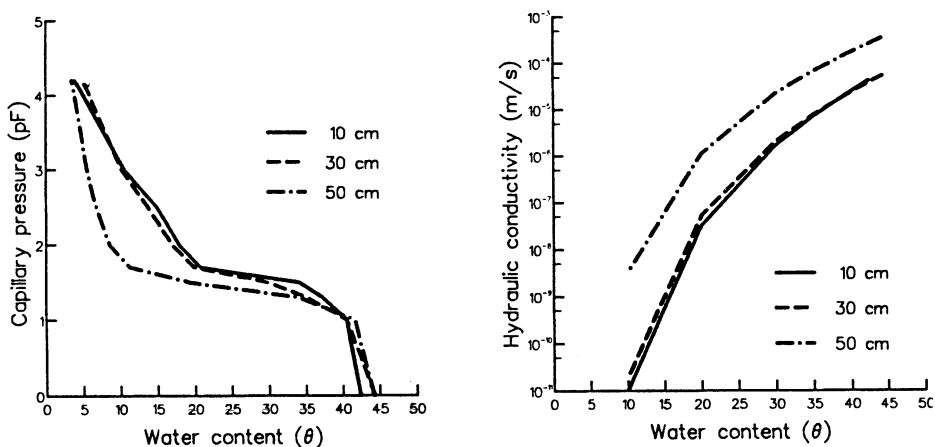 Capillary pressure (pF)
5
4
3
2
1
0
10 cm
30 cm
50 cm
0 5 10 15 20 25 30 35 40 45 50
Water content (θ)
Hydraulic conductivity (m/s)
10⁻³
10⁻⁴
10⁻⁵
10⁻⁶
10⁻⁷
10⁻⁸
10⁻⁹
10⁻¹⁰
10⁻¹¹
10 cm
30 cm
50 cm
0 5 10 15 20 25 30 35 40 45 50
Water content (θ)